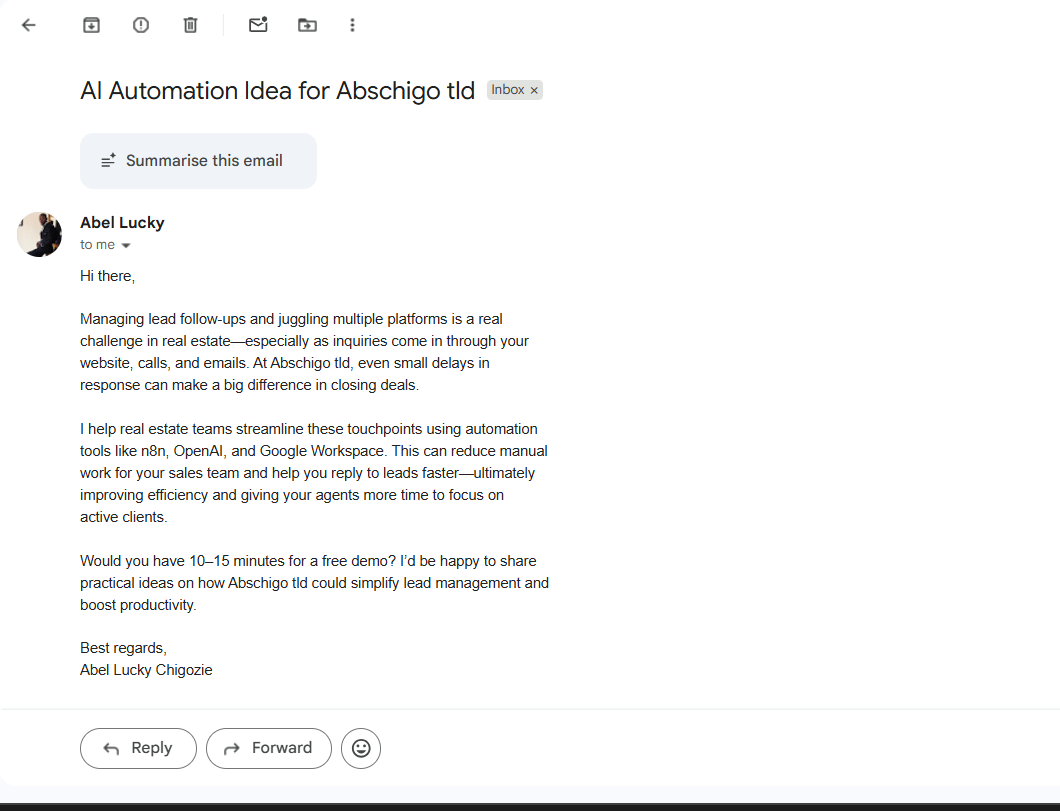 AI Automation Idea for Abschigo tld
Inbox ×
Summarise this email
Abel Lucky
to me
Hi there,
Managing lead follow-ups and juggling multiple platforms is a real
challenge in real estate—especially as inquiries come in through your
website, calls, and emails. At Abschigo tld, even small delays in
response can make a big difference in closing deals.
I help real estate teams streamline these touchpoints using automation
tools like n8n, OpenAI, and Google Workspace. This can reduce manual
work for your sales team and help you reply to leads faster—ultimately
improving efficiency and giving your agents more time to focus on
active clients.
Would you have 10–15 minutes for a free demo? I’d be happy to share
practical ideas on how Abschigo tld could simplify lead management and
boost productivity.
Best regards,
Abel Lucky Chigozie
Reply
Forward